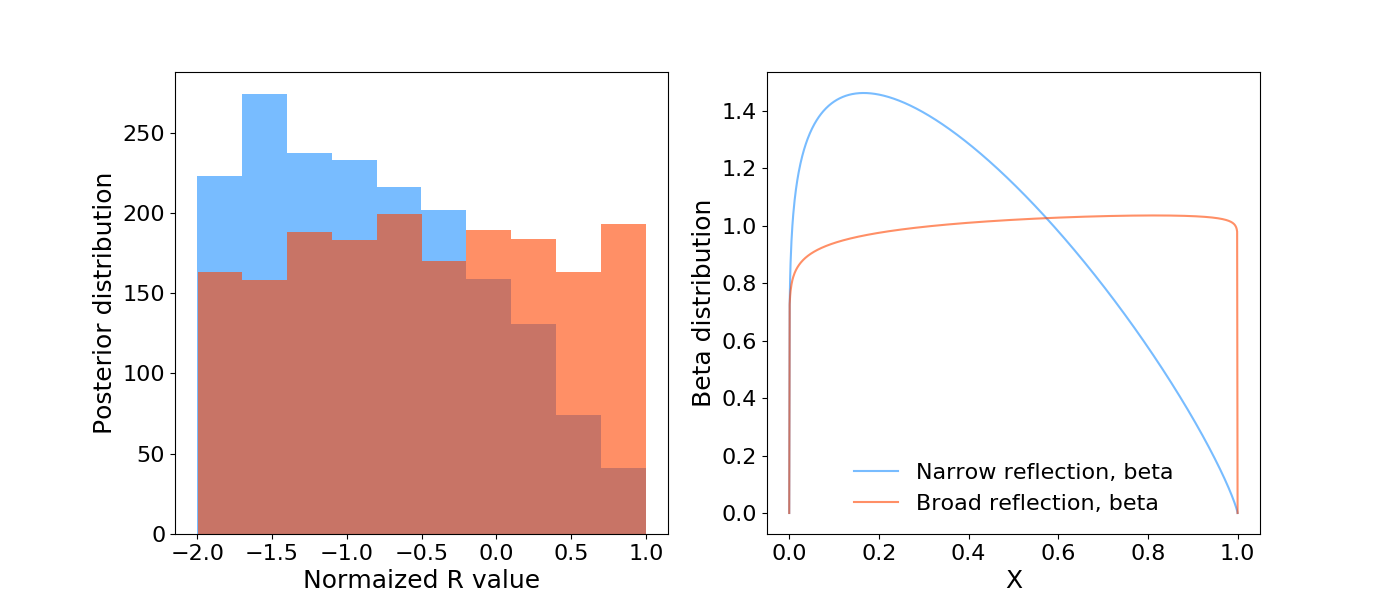 Posterior distribution
250
200
150
100
50
0
−2.0 −1.5 −1.0 −0.5 0.0 0.5 1.0
Normaized R value
Beta distribution
1.4
1.2
1.0
0.8
0.6
0.4
0.2
0.0
Narrow reflection, beta
Broad reflection, beta
0.0 0.2 0.4 0.6 0.8 1.0
X